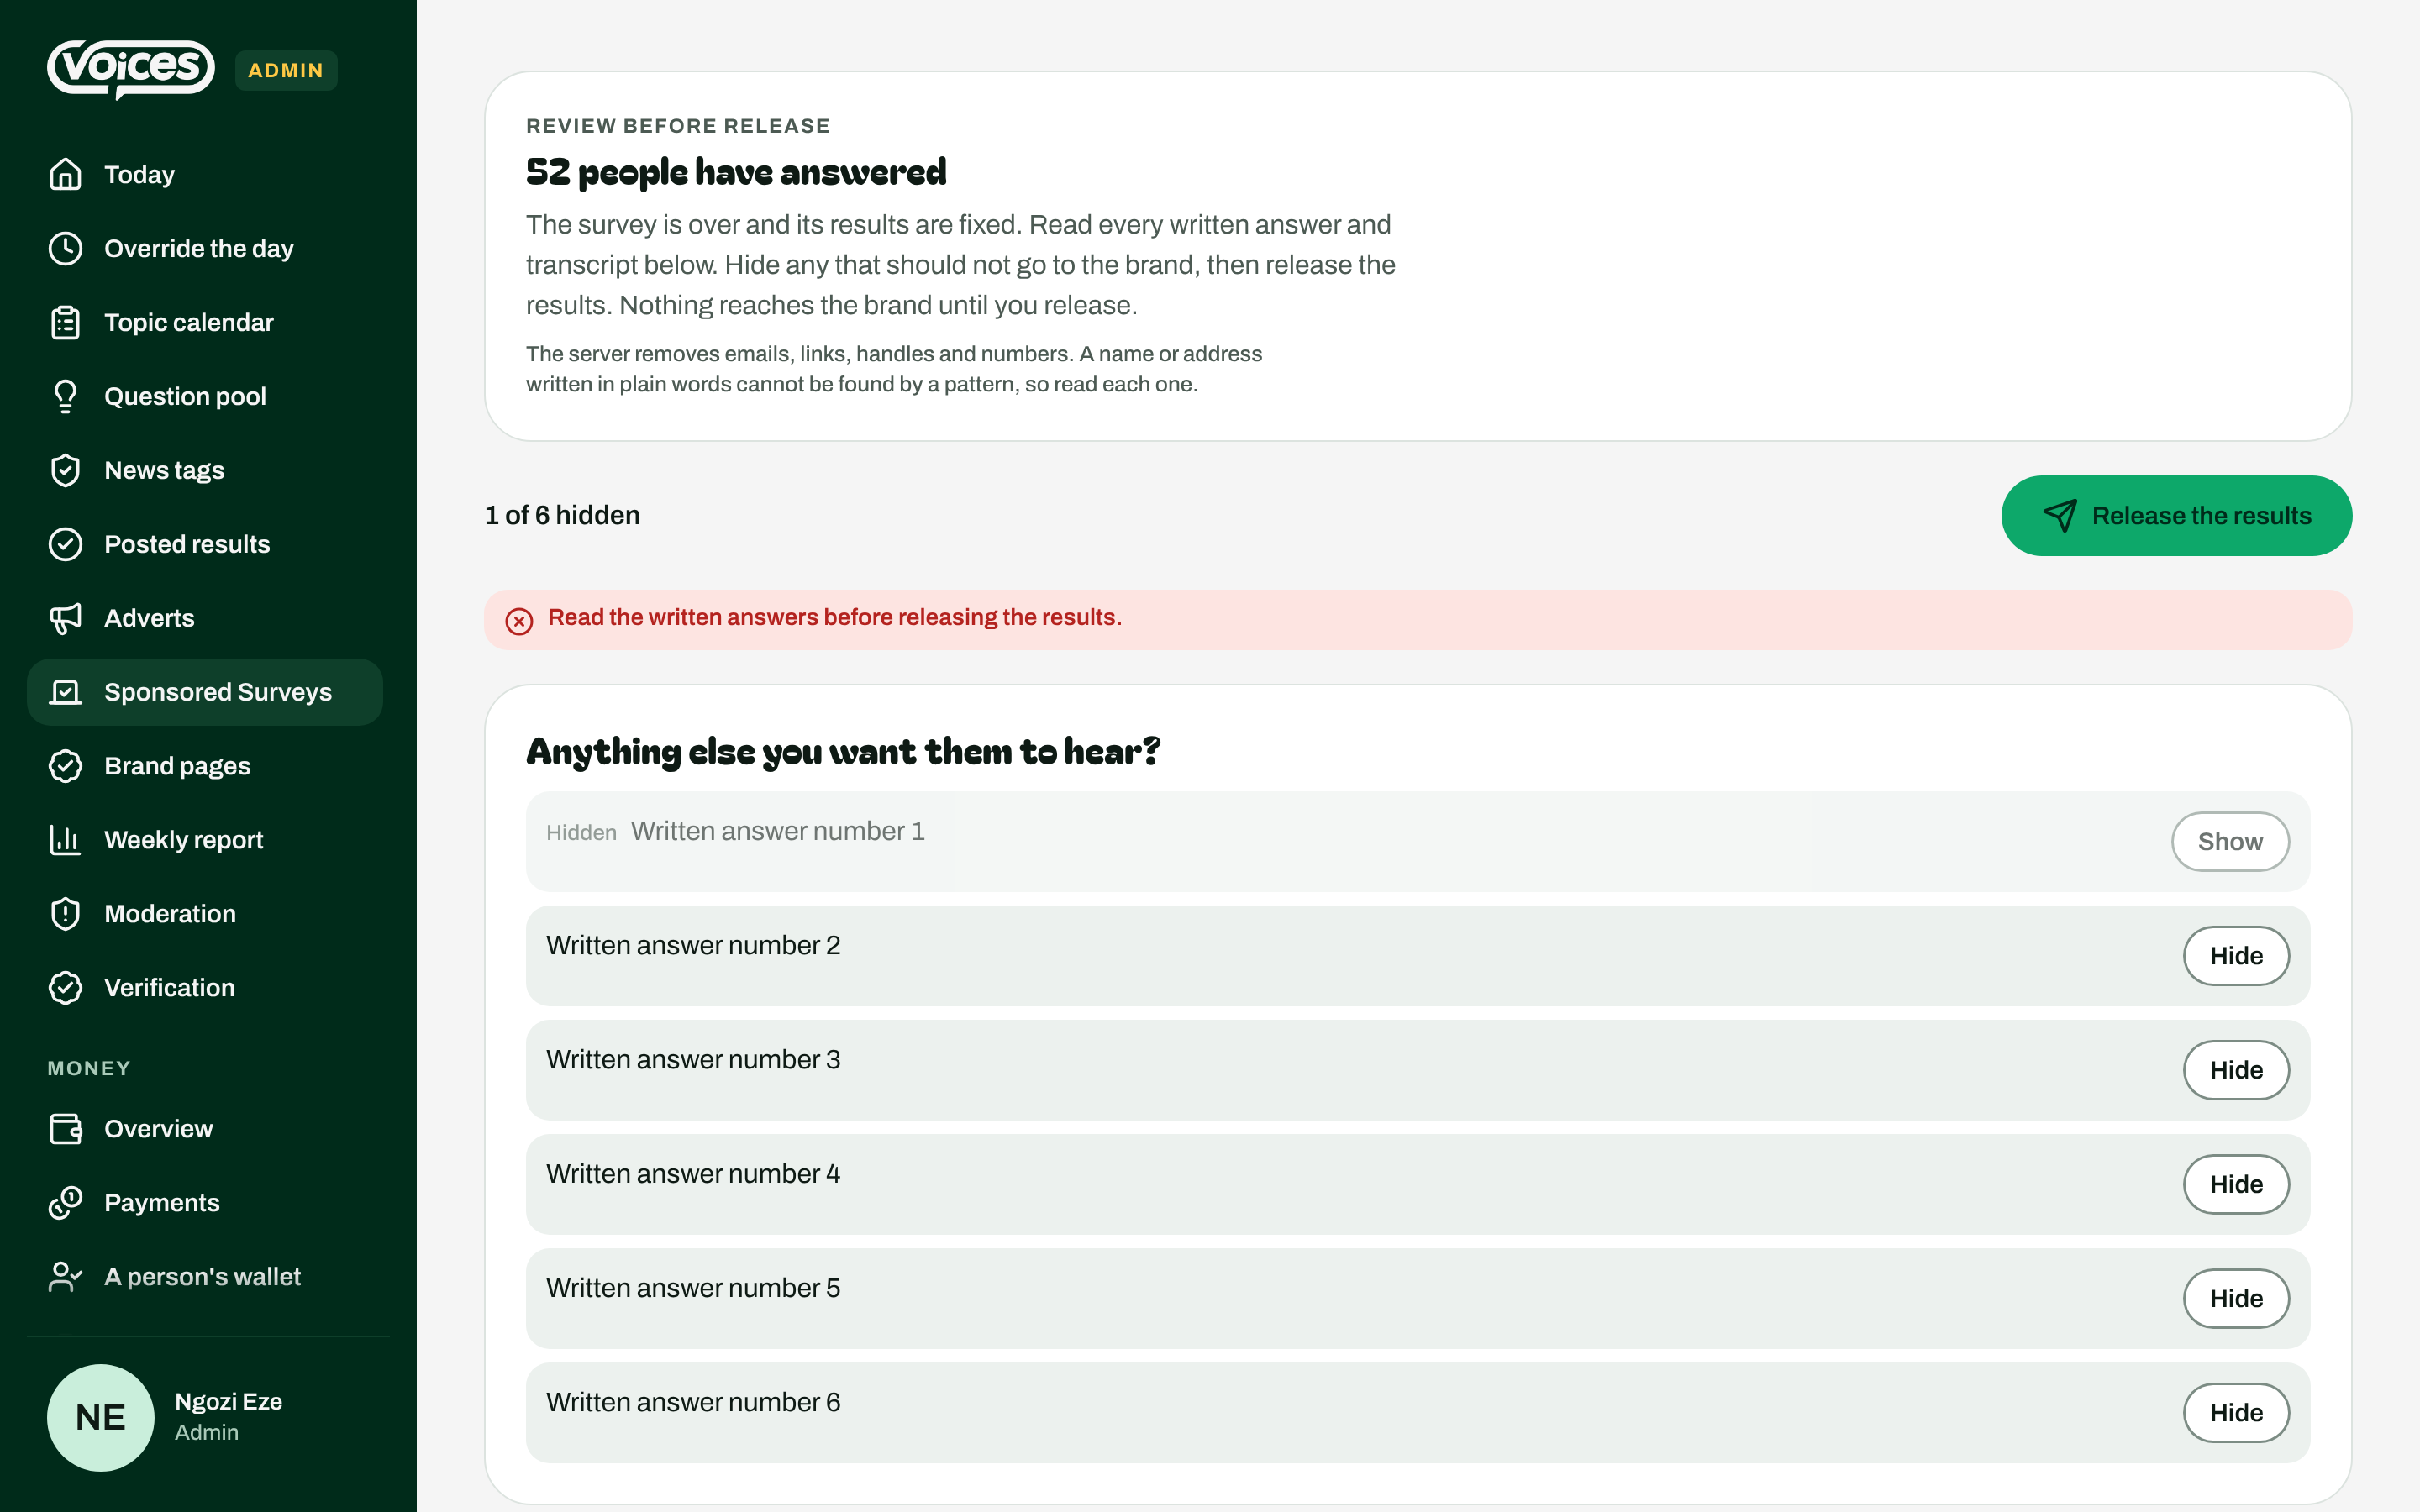 Voices
ADMIN
Today
Override the day
Topic calendar
Question pool
News tags
Posted results
Adverts
Sponsored Surveys
Brand pages
Weekly report
Moderation
Verification
MONEY
Overview
Payments
A person's wallet
NE
Ngozi Eze
Admin
REVIEW BEFORE RELEASE
52 people have answered
The survey is over and its results are fixed. Read every written answer and
transcript below. Hide any that should not go to the brand, then release the
results. Nothing reaches the brand until you release.
The server removes emails, links, handles and numbers. A name or address
written in plain words cannot be found by a pattern, so read each one.
1 of 6 hidden
Release the results
Read the written answers before releasing the results.
Anything else you want them to hear?
Hidden Written answer number 1
Show
Written answer number 2
Hide
Written answer number 3
Hide
Written answer number 4
Hide
Written answer number 5
Hide
Written answer number 6
Hide